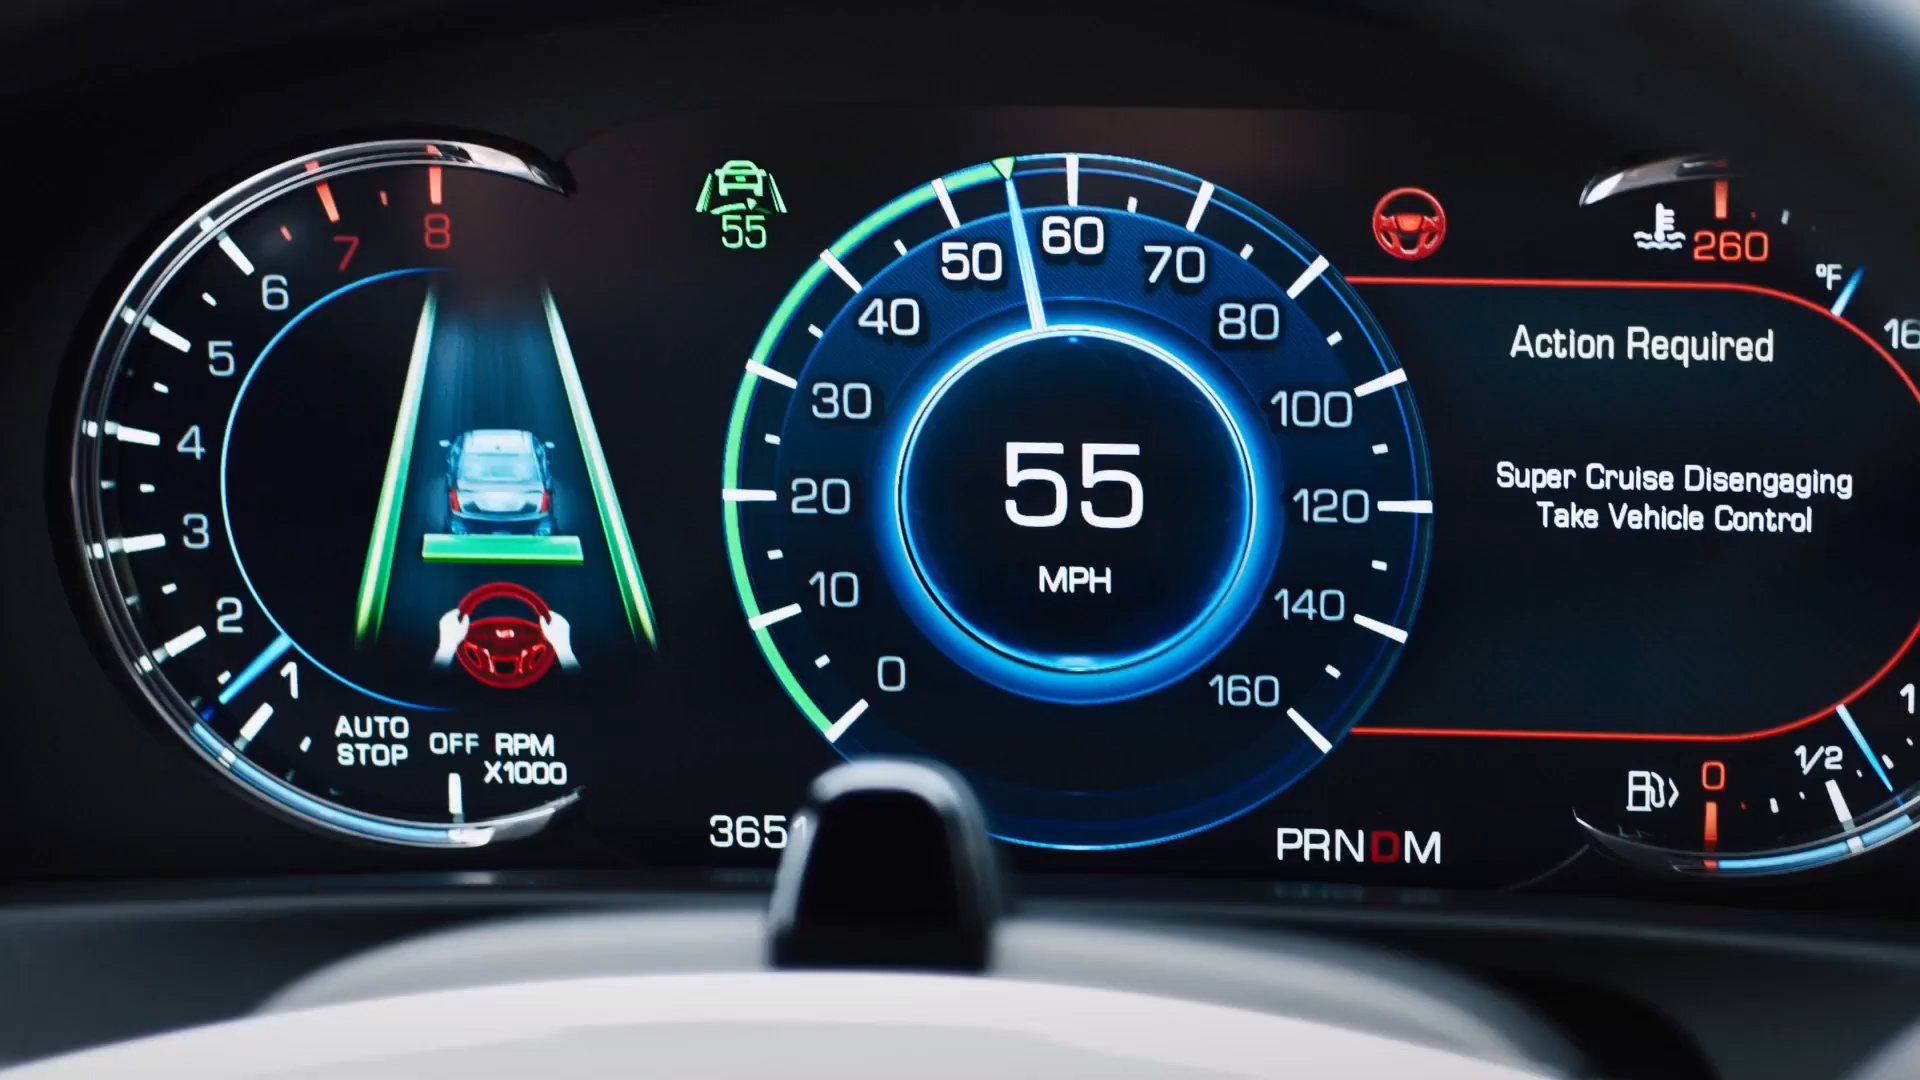 8
7
6
5
4
3
2
1
AUTO
STOP
OFF
RPM
X1000
55
0
10
20
30
40
50
60
70
80
100
120
140
160
55
MPH
PRNDM
260
°F
Action Required
Super Cruise Disengaging
Take Vehicle Control
0
1/2